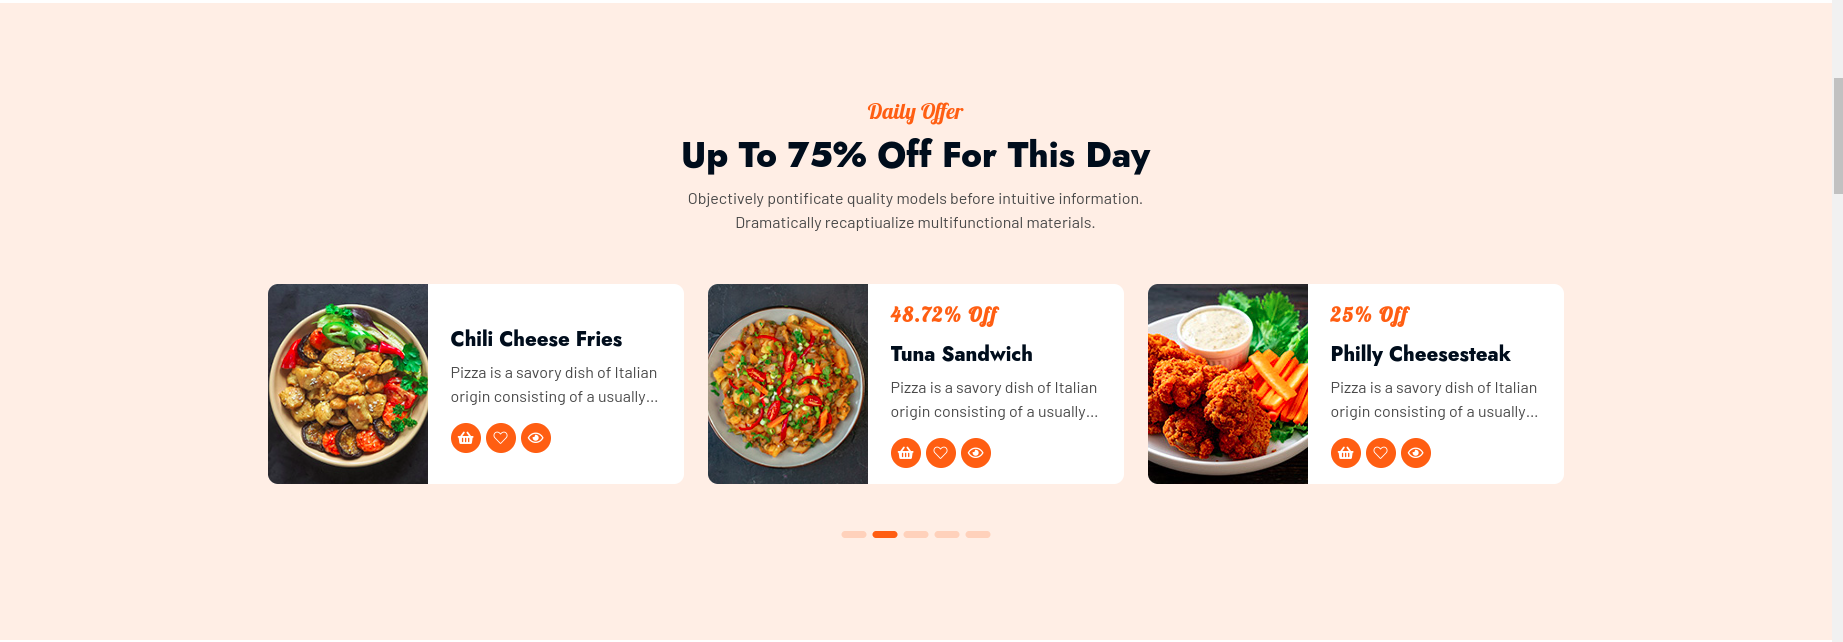 Daily Offer
Up To 75% Off For This Day
Objectively pontificate quality models before intuitive information.
Dramatically recaptiualize multifunctional materials.
Chili Cheese Fries
Pizza is a savory dish of Italian
origin consisting of a usually...
48.72% Off
Tuna Sandwich
Pizza is a savory dish of Italian
origin consisting of a usually...
25% Off
Philly Cheesesteak
Pizza is a savory dish of Italian
origin consisting of a usually...